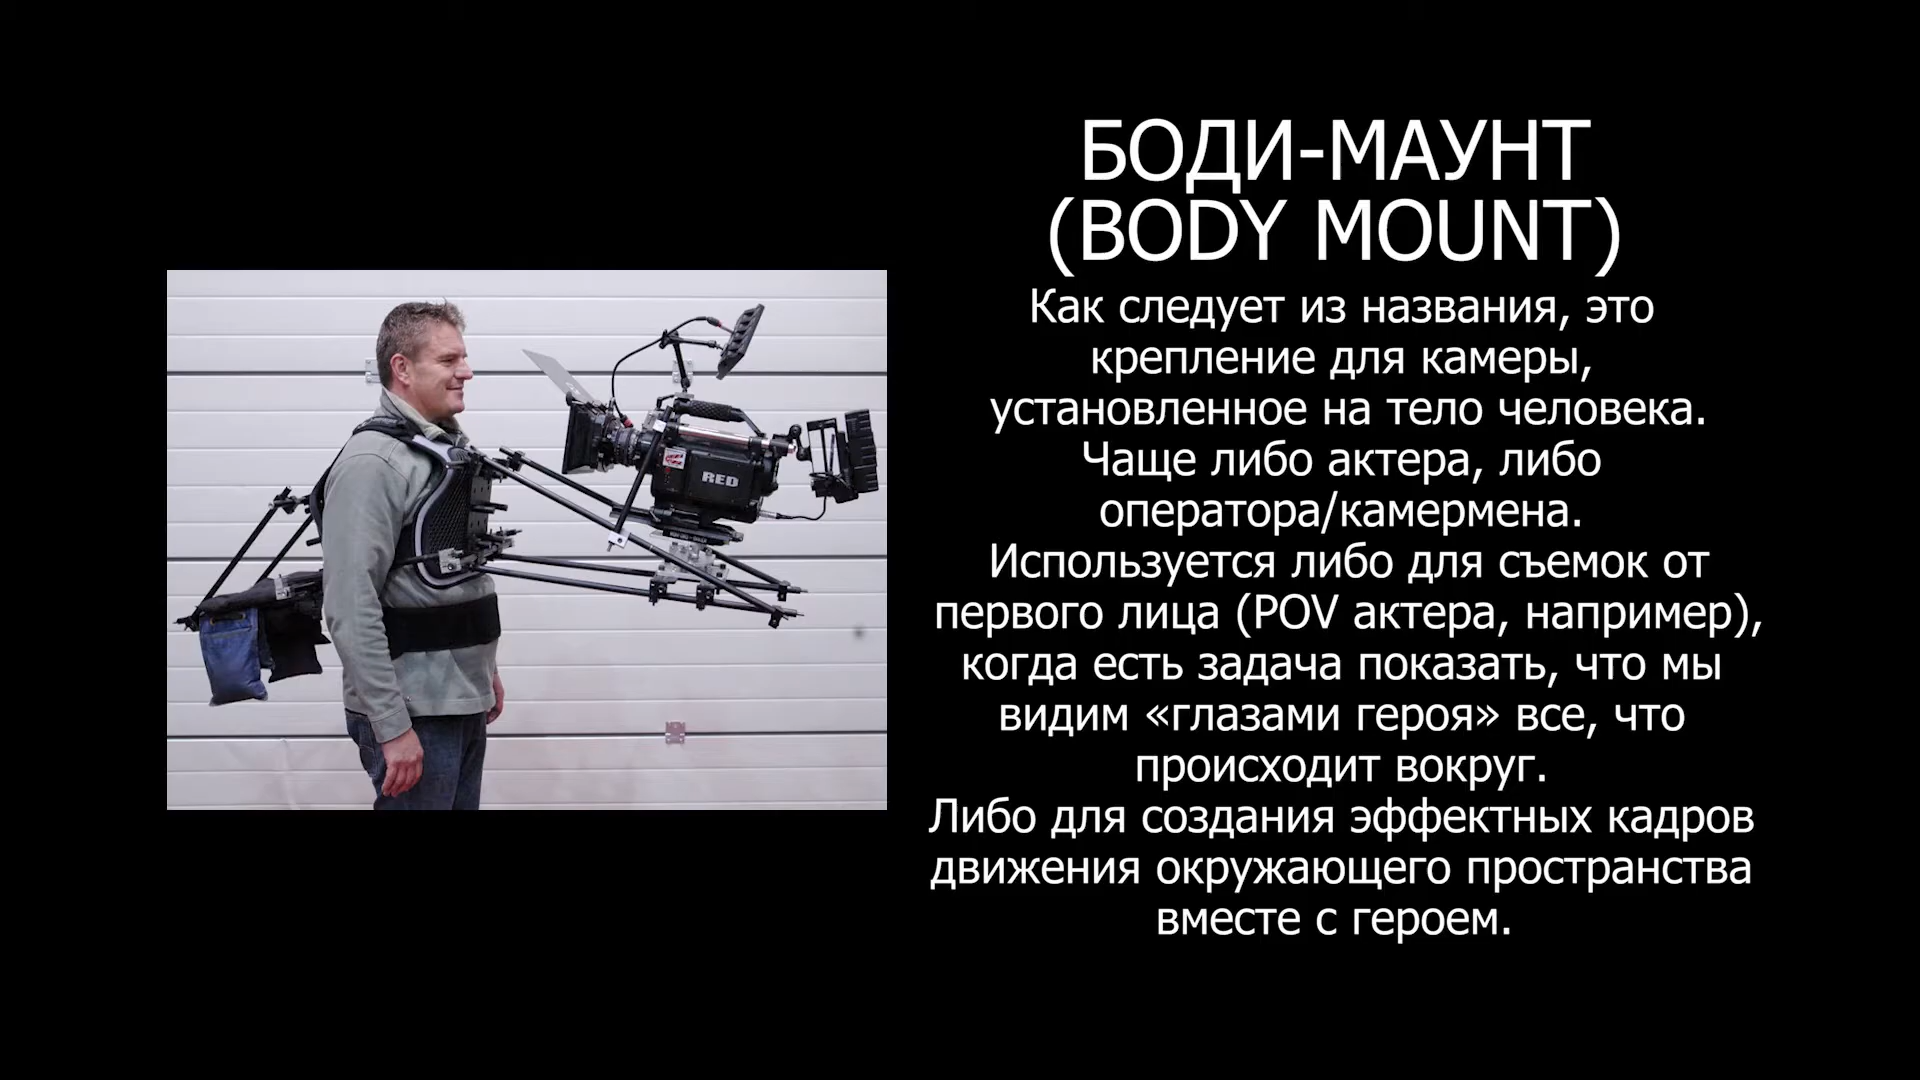 БОДИ-МАУНТ
(BODY MOUNT)
Как следует из названия, это
крепление для камеры,
установленное на тело человека.
Чаще либо актера, либо
оператора/камермена.
Используется либо для съемок от
первого лица (POV актера, например),
когда есть задача показать, что мы
видим «глазами героя» все, что
происходит вокруг.
Либо для создания эффектных кадров
движения окружающего пространства
вместе с героем.
RED